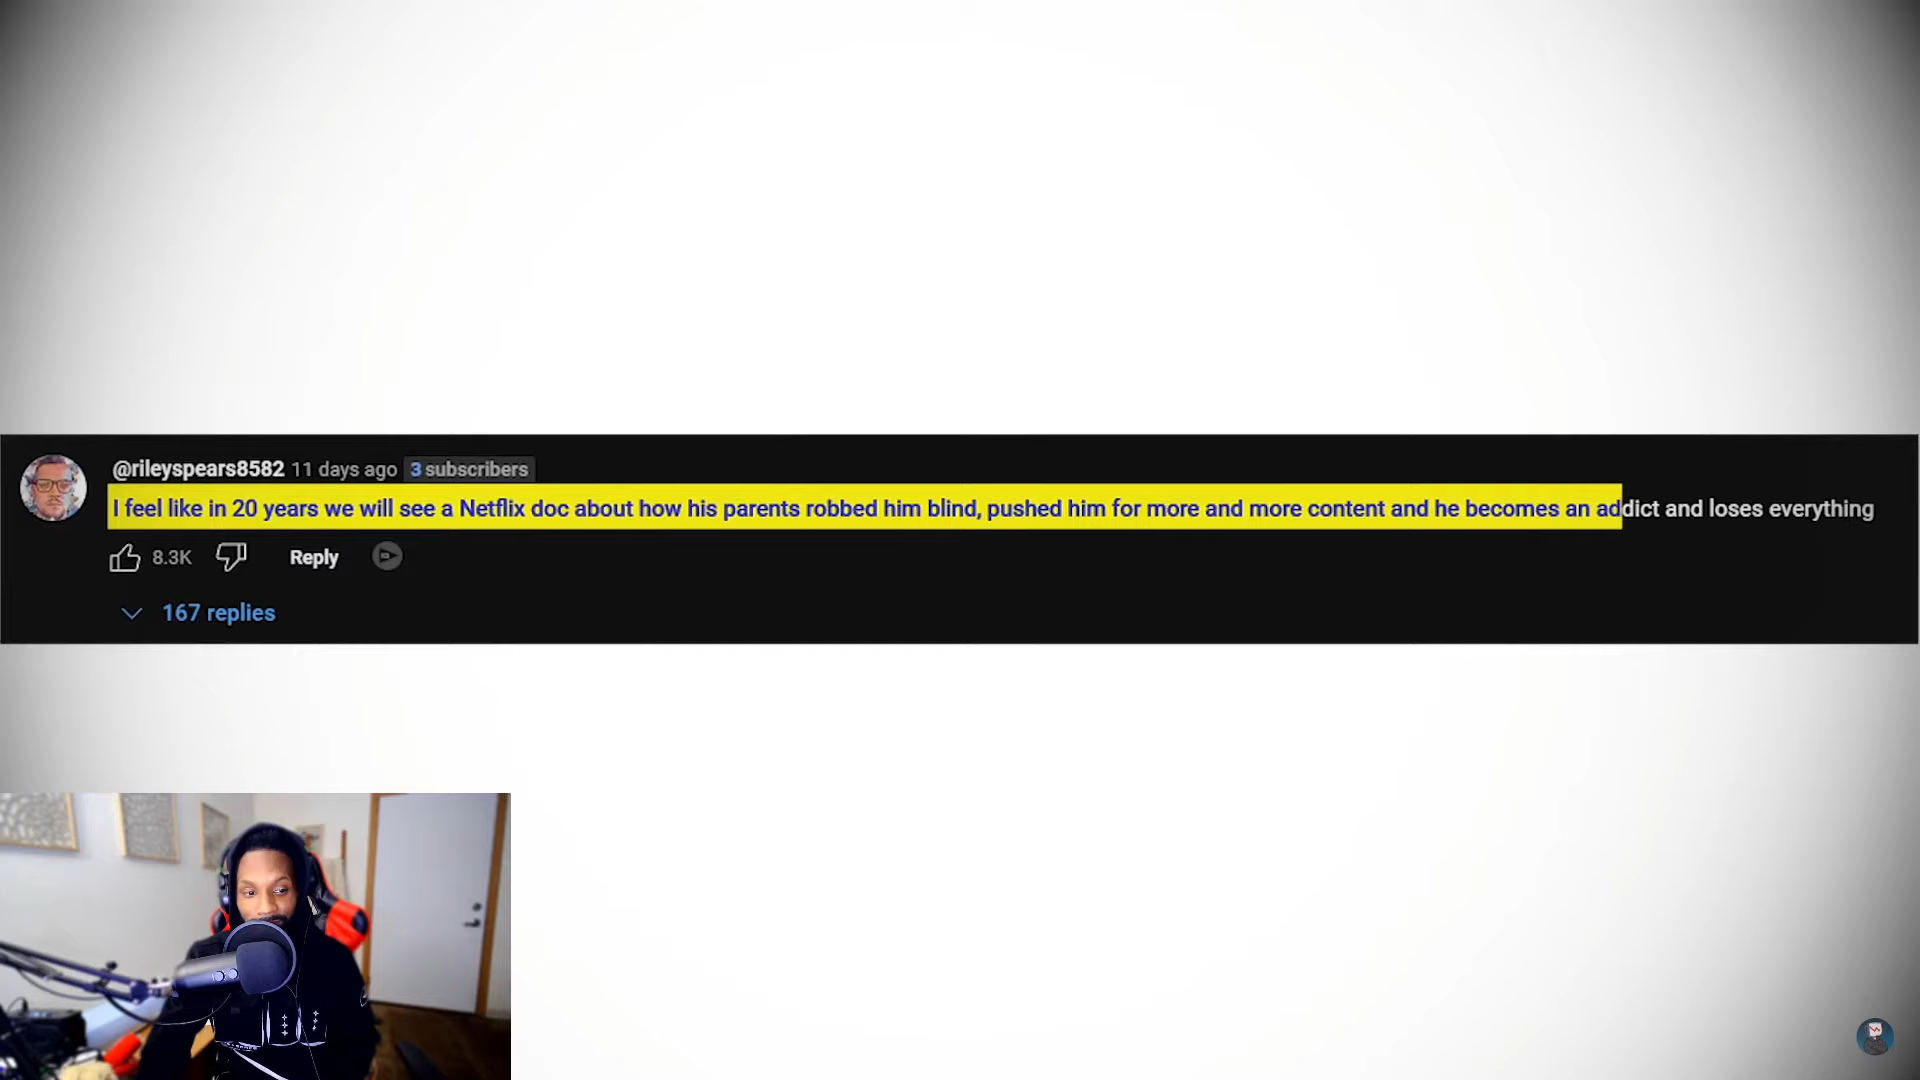 @rileyspears8582 11 days ago 3 subscribers
I feel like in 20 years we will see a Netflix doc about how his parents robbed him blind, pushed him for more and more content and he becomes an addict and loses everything
8.3K Reply
167 replies